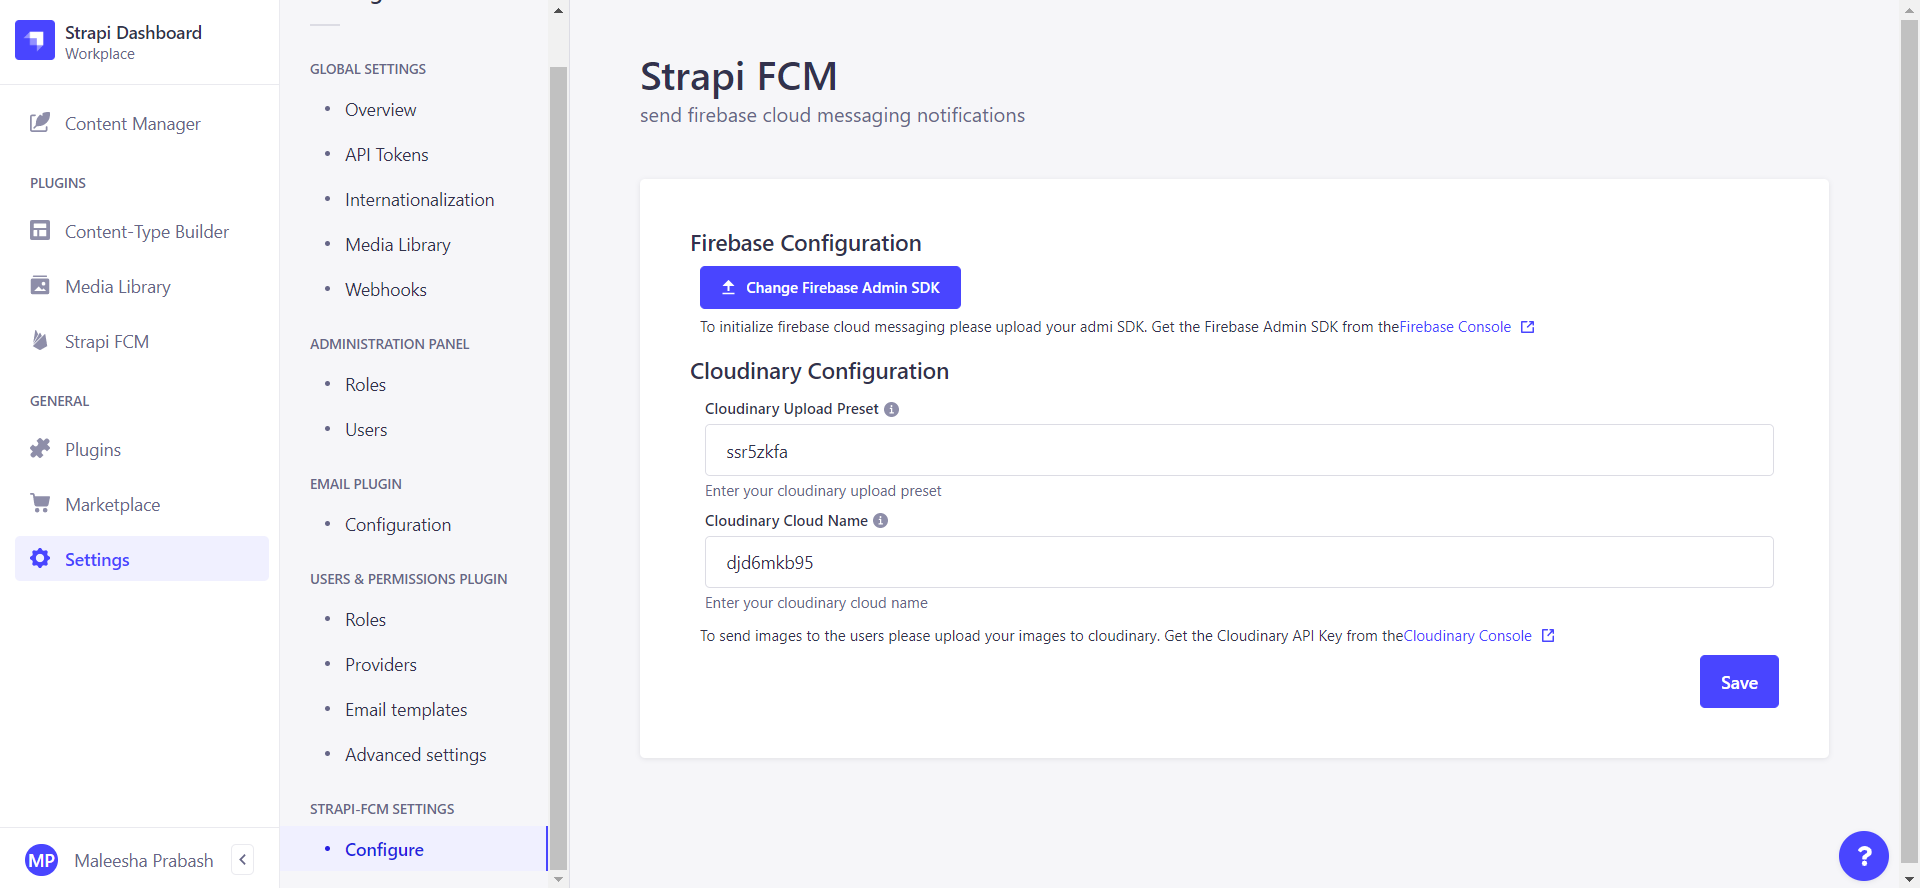 Strapi Dashboard
Workplace
Content Manager
PLUGINS
Content-Type Builder
Media Library
Strapi FCM
GENERAL
Plugins
Marketplace
Settings
MP
Maleesha Prabash
GLOBAL SETTINGS
Overview
API Tokens
Internationalization
Media Library
Webhooks
ADMINISTRATION PANEL
Roles
Users
EMAIL PLUGIN
Configuration
USERS & PERMISSIONS PLUGIN
Roles
Providers
Email templates
Advanced settings
STRAPI-FCM SETTINGS
Configure
Strapi FCM
send firebase cloud messaging notifications
Firebase Configuration
Change Firebase Admin SDK
To initialize firebase cloud messaging please upload your admi SDK. Get the Firebase Admin SDK from theFirebase Console
Cloudinary Configuration
Cloudinary Upload Preset
ssr5zkfa
Enter your cloudinary upload preset
Cloudinary Cloud Name
djd6mkb95
Enter your cloudinary cloud name
To send images to the users please upload your images to cloudinary. Get the Cloudinary API Key from theCloudinary Console
Save
?